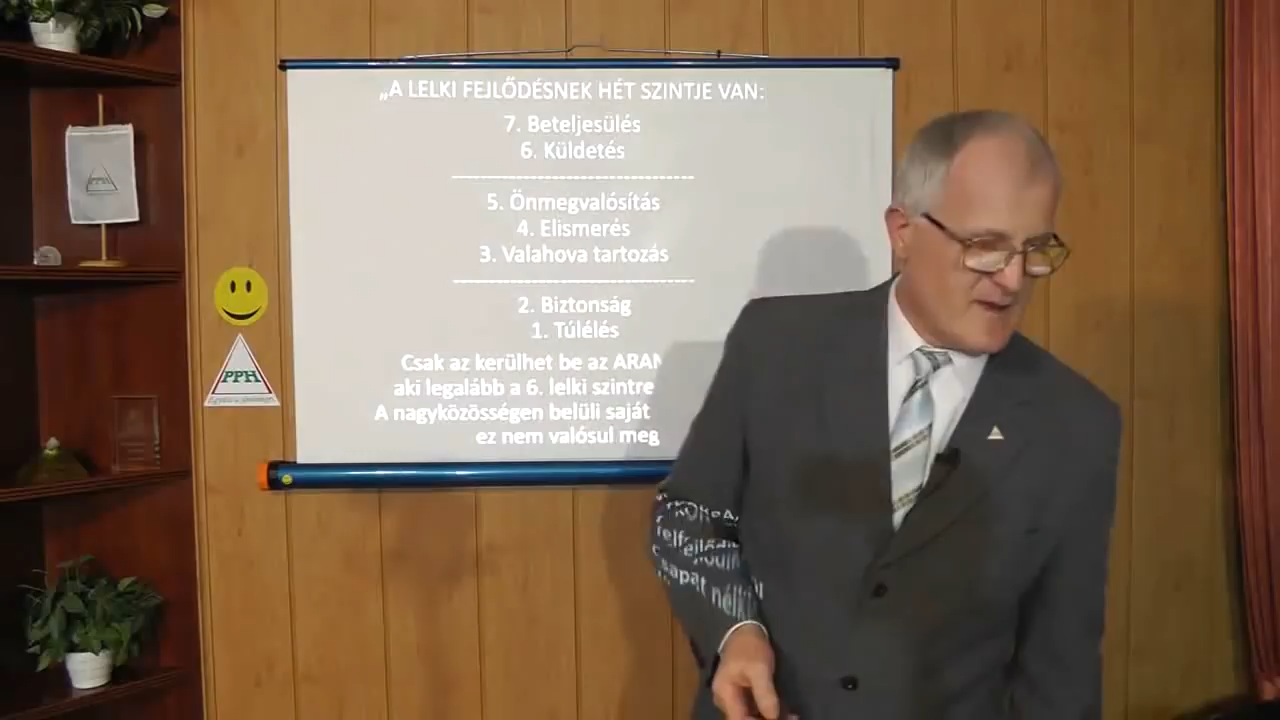 „A LELKI FEJLŐDÉSNEK HÉT SZINTJE VAN:
7. Beteljesülés
6. Küldetés
5. Önmegvalósítás
4. Elismerés
3. Valahova tartozás
2. Biztonság
1. Túlélés
Csak az kerülhet be az ARAN
aki legalább a 6. lelki szintre
A nagyközösségen belüli saját
ez nem valósul meg
PPH